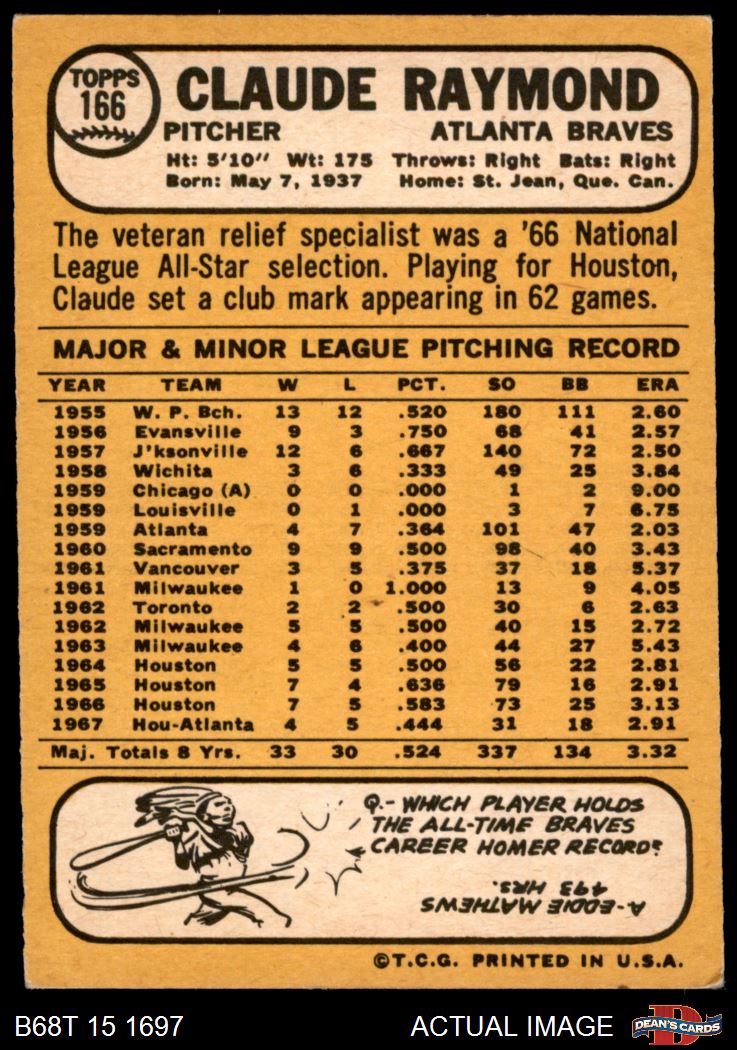 TOPPS
166
CLAUDE RAYMOND
PITCHER ATLANTA BRAVES
Ht: 5'10" Wt: 175 Throws: Right Bats: Right
Born: May 7, 1937 Home: St. Jean, Que. Can.
The veteran relief specialist was a '66 National
League All-Star selection. Playing for Houston,
Claude set a club mark appearing in 62 games.
MAJOR & MINOR LEAGUE PITCHING RECORD
YEAR TEAM W L PCT. SO BB ERA
1955 W. P. Bch. 13 12 .520 180 111 2.60
1956 Evansville 9 3 .750 68 41 2.57
1957 J'ksonville 12 6 .667 140 72 2.50
1958 Wichita 3 6 .333 49 25 3.84
1959 Chicago (A) 0 0 .000 1 2 9.00
1959 Louisville 0 1 .000 3 7 6.75
1959 Atlanta 4 7 .364 101 47 2.03
1960 Sacramento 9 9 .500 98 40 3.43
1961 Vancouver 3 5 .375 37 18 5.37
1961 Milwaukee 1 0 1.000 13 9 4.05
1962 Toronto 2 2 .500 30 6 2.63
1962 Milwaukee 5 5 .500 40 15 2.72
1963 Milwaukee 4 6 .400 44 27 5.43
1964 Houston 5 5 .500 56 22 2.81
1965 Houston 7 4 .636 79 16 2.91
1966 Houston 7 5 .583 73 25 3.13
1967 Hou-Atlanta 4 5 .444 31 18 2.91
Maj. Totals 8 Yrs. 33 30 .524 337 134 3.32
Q.- WHICH PLAYER HOLDS
THE ALL-TIME BRAVES
CAREER HOMER RECORD?
A-EDDIE MATHEWS
493 HRS.
©T.C.G. PRINTED IN U.S.A.
B68T 15 1697 ACTUAL IMAGE
DEAN'S CARDS